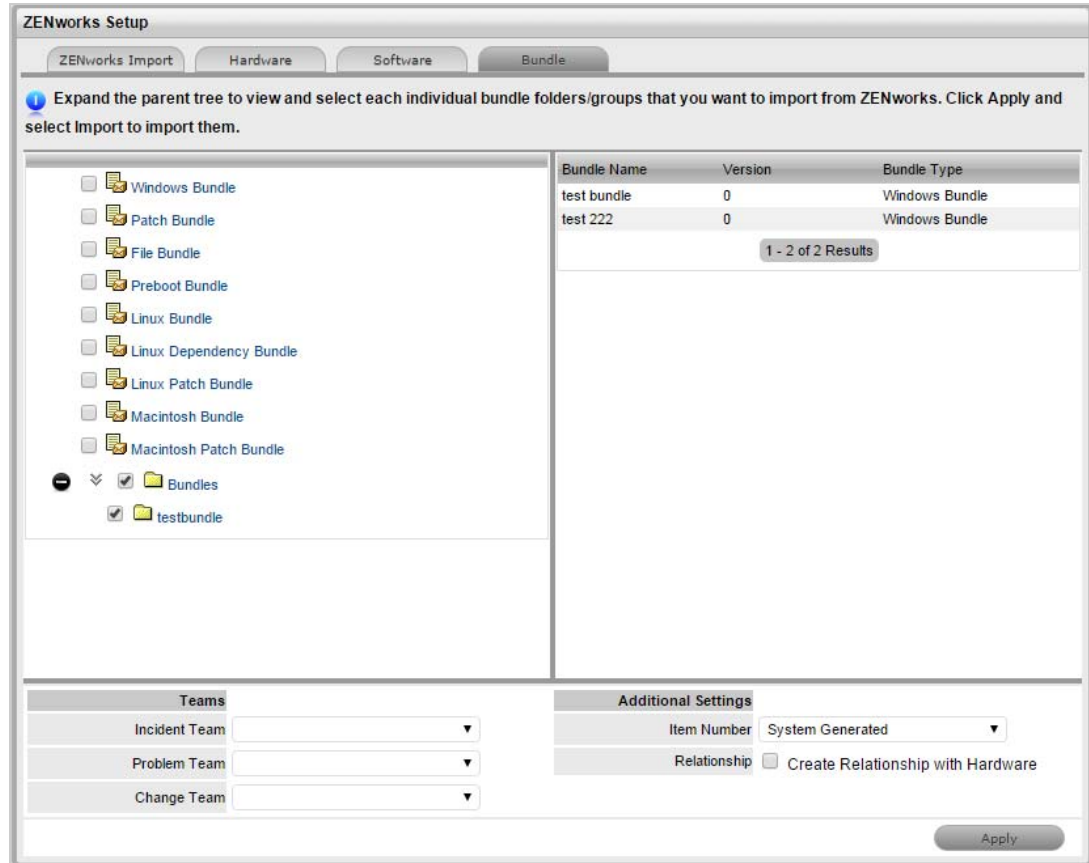 ZENworks Setup
ZENworks Import Hardware Software Bundle
Expand the parent tree to view and select each individual bundle folders/groups that you want to import from ZENworks. Click Apply and
select Import to import them.
Windows Bundle
Patch Bundle
File Bundle
Preboot Bundle
Linux Bundle
Linux Dependency Bundle
Linux Patch Bundle
Macintosh Bundle
Macintosh Patch Bundle
Bundles
testbundle
Bundle Name Version Bundle Type
test bundle 0 Windows Bundle
test 222 0 Windows Bundle
1 - 2 of 2 Results
Teams
Incident Team
Problem Team
Change Team
Additional Settings
Item Number System Generated
Relationship Create Relationship with Hardware
Apply